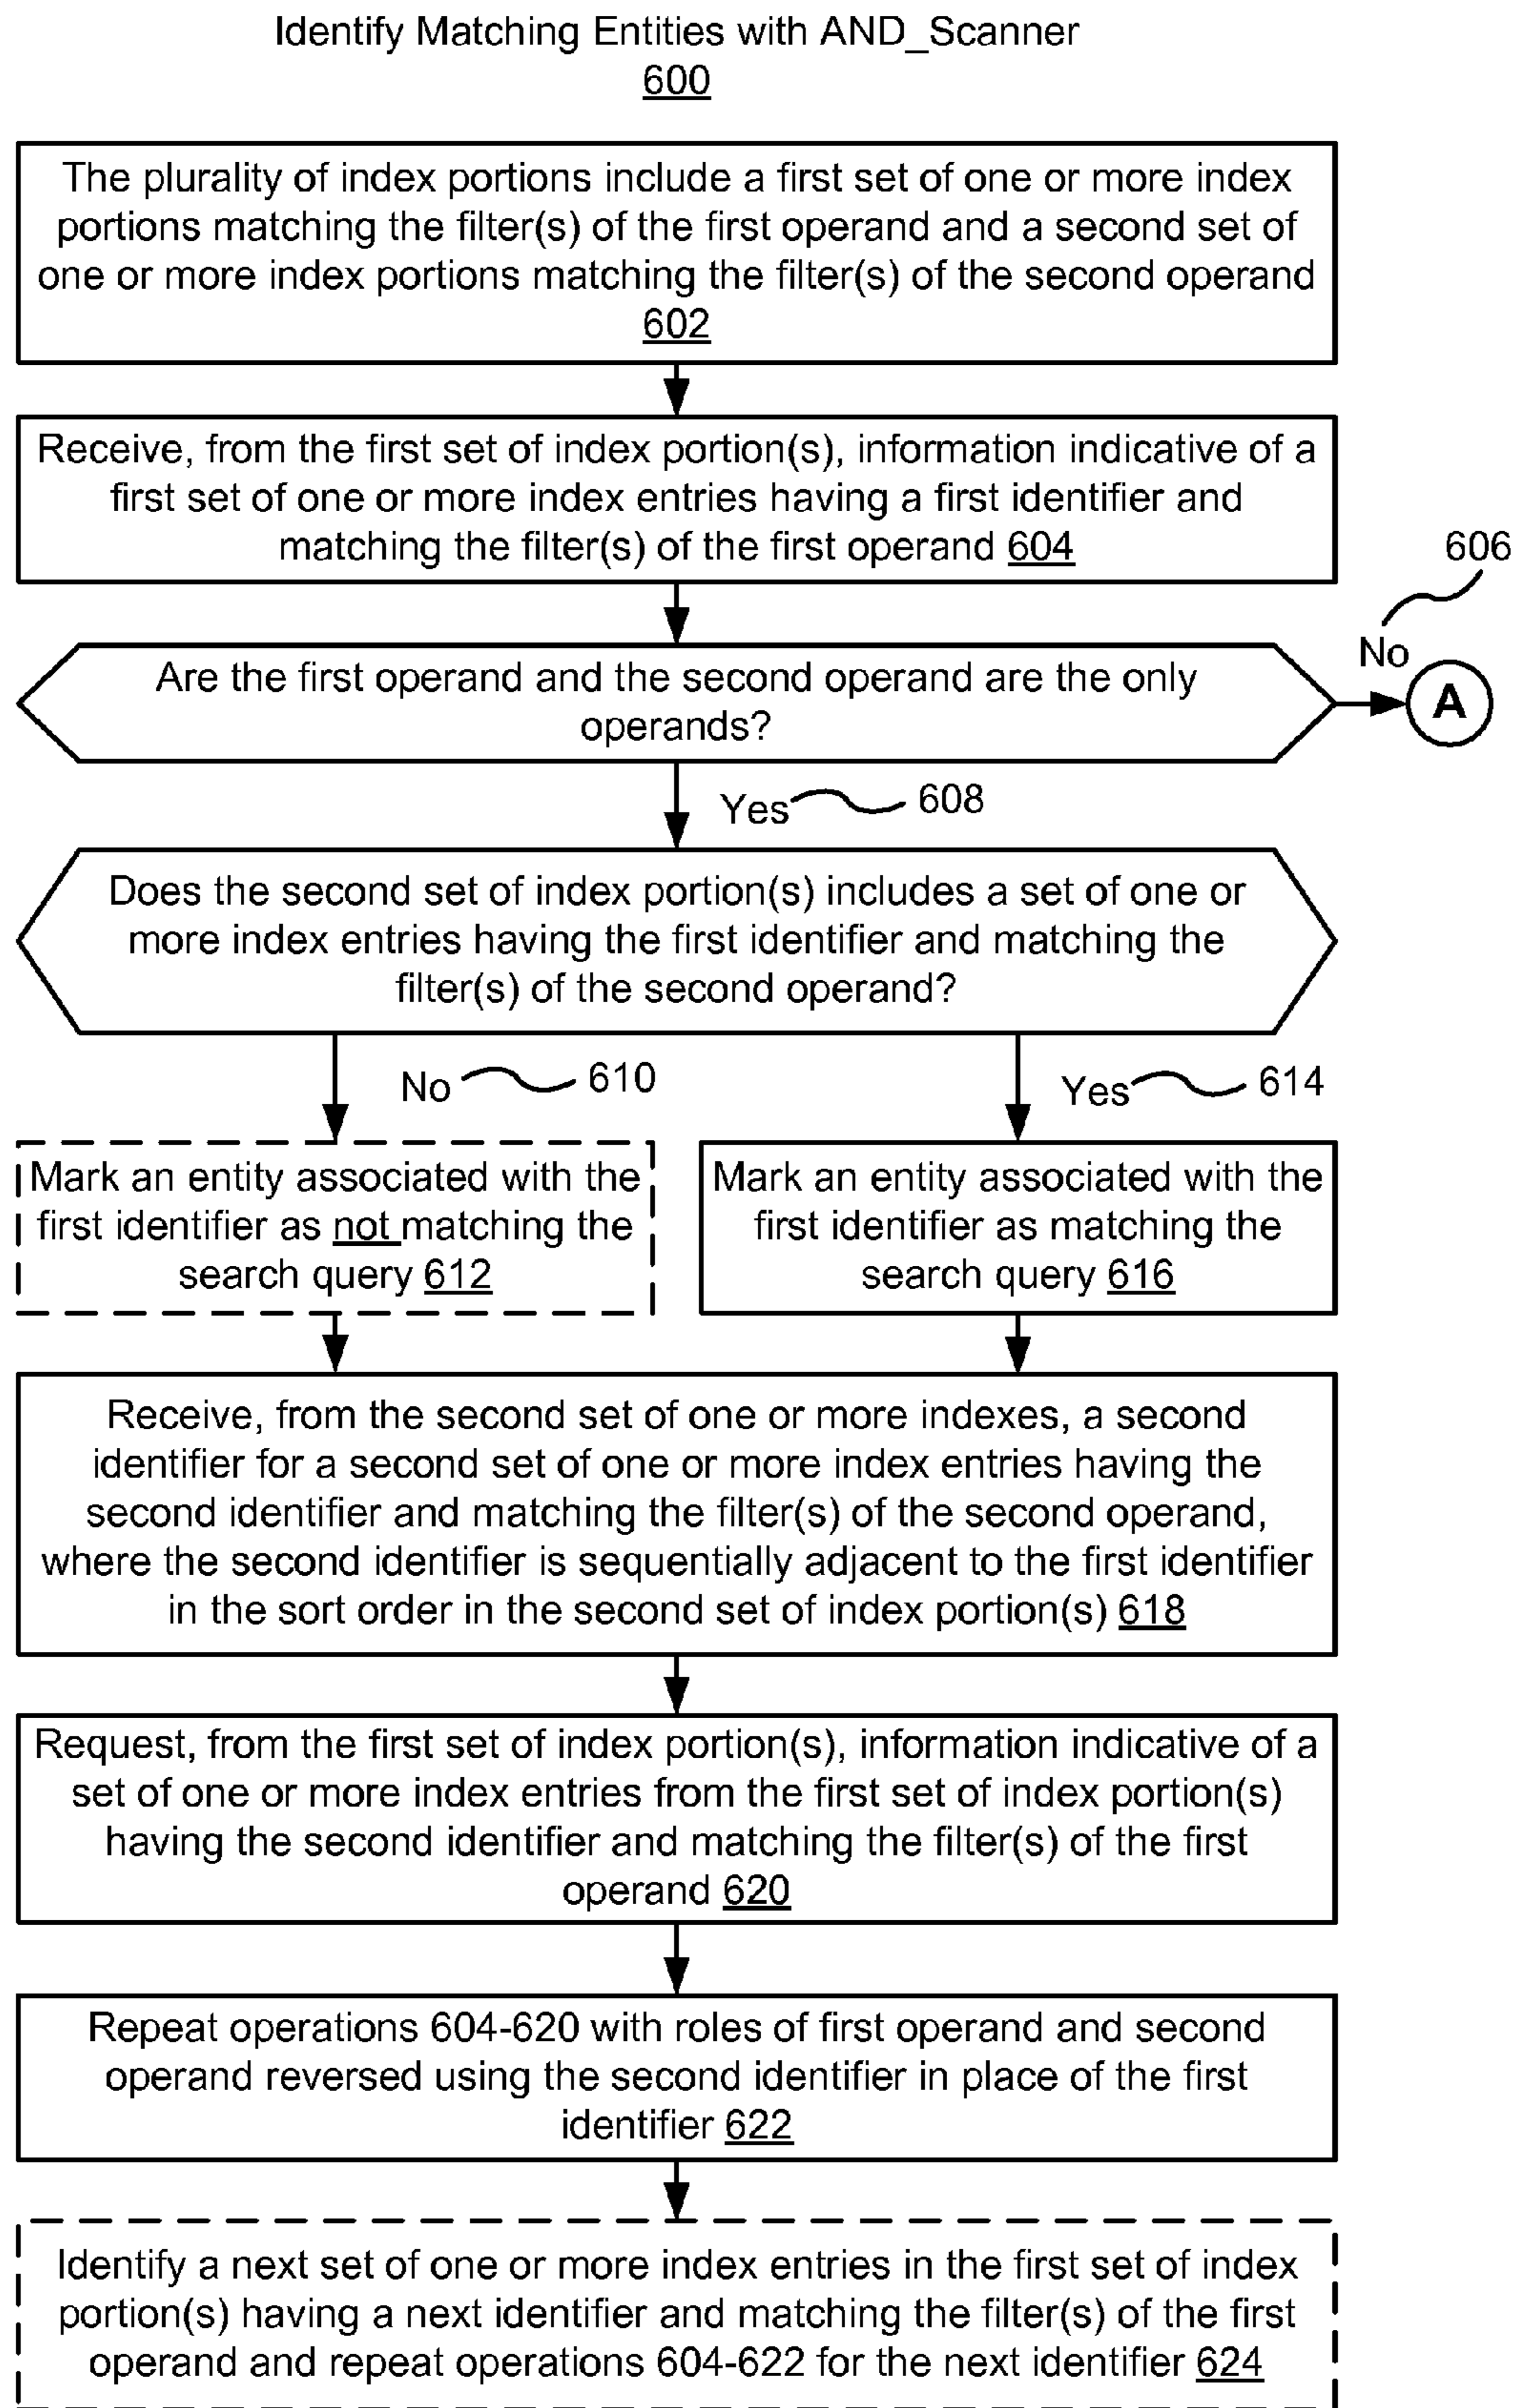 Identify Matching Entities with AND_Scanner
600
The plurality of index portions include a first set of one or more index
portions matching the filter(s) of the first operand and a second set of
one or more index portions matching the filter(s) of the second operand
602
Receive, from the first set of index portion(s), information indicative of a
first set of one or more index entries having a first identifier and
matching the filter(s) of the first operand 604
606
No
Are the first operand and the second operand are the only
operands?
A
Yes 608
Does the second set of index portion(s) includes a set of one or
more index entries having the first identifier and matching the
filter(s) of the second operand?
No 610
Yes 614
Mark an entity associated with the
first identifier as not matching the
search query 612
Mark an entity associated with the
first identifier as matching the
search query 616
Receive, from the second set of one or more indexes, a second
identifier for a second set of one or more index entries having the
second identifier and matching the filter(s) of the second operand,
where the second identifier is sequentially adjacent to the first identifier
in the sort order in the second set of index portion(s) 618
Request, from the first set of index portion(s), information indicative of a
set of one or more index entries from the first set of index portion(s)
having the second identifier and matching the filter(s) of the first
operand 620
Repeat operations 604-620 with roles of first operand and second
operand reversed using the second identifier in place of the first
identifier 622
Identify a next set of one or more index entries in the first set of index
portion(s) having a next identifier and matching the filter(s) of the first
operand and repeat operations 604-622 for the next identifier 624